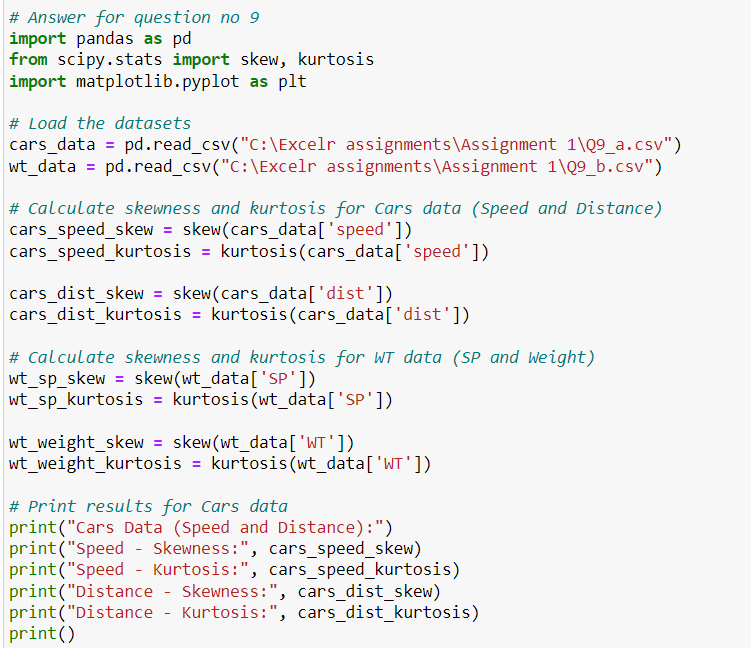 # Answer for question no 9
import pandas as pd
from scipy.stats import skew, kurtosis
import matplotlib.pyplot as plt

# Load the datasets
cars_data = pd.read_csv("C:\Excelr assignments\Assignment 1\Q9_a.csv")
wt_data = pd.read_csv("C:\Excelr assignments\Assignment 1\Q9_b.csv")

# Calculate skewness and kurtosis for Cars data (Speed and Distance)
cars_speed_skew = skew(cars_data['speed'])
cars_speed_kurtosis = kurtosis(cars_data['speed'])

cars_dist_skew = skew(cars_data['dist'])
cars_dist_kurtosis = kurtosis(cars_data['dist'])

# Calculate skewness and kurtosis for WT data (SP and Weight)
wt_sp_skew = skew(wt_data['SP'])
wt_sp_kurtosis = kurtosis(wt_data['SP'])

wt_weight_skew = skew(wt_data['WT'])
wt_weight_kurtosis = kurtosis(wt_data['WT'])

# Print results for Cars data
print("Cars Data (Speed and Distance):")
print("Speed - Skewness:", cars_speed_skew)
print("Speed - Kurtosis:", cars_speed_kurtosis)
print("Distance - Skewness:", cars_dist_skew)
print("Distance - Kurtosis:", cars_dist_kurtosis)
print()